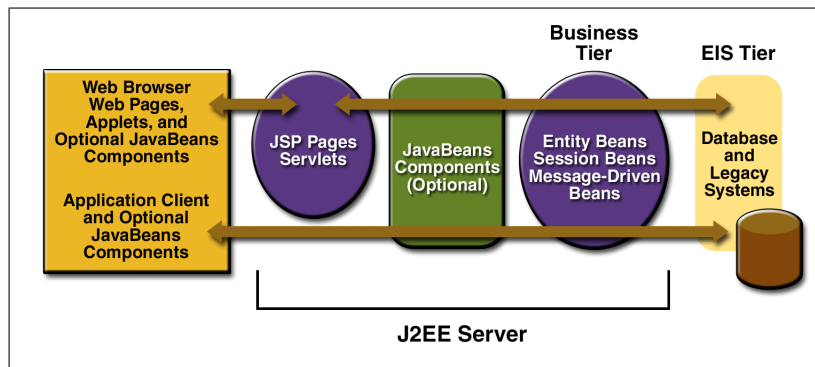 Business
Tier
EIS Tier
Web Browser
Web Pages,
Applets, and
Optional JavaBeans
Components
Application Client
and Optional
JavaBeans
Components
JSP Pages
Servlets
JavaBeans
Components
(Optional)
Entity Beans
Session Beans
Message-Driven
Beans
Database
and
Legacy
Systems
J2EE Server